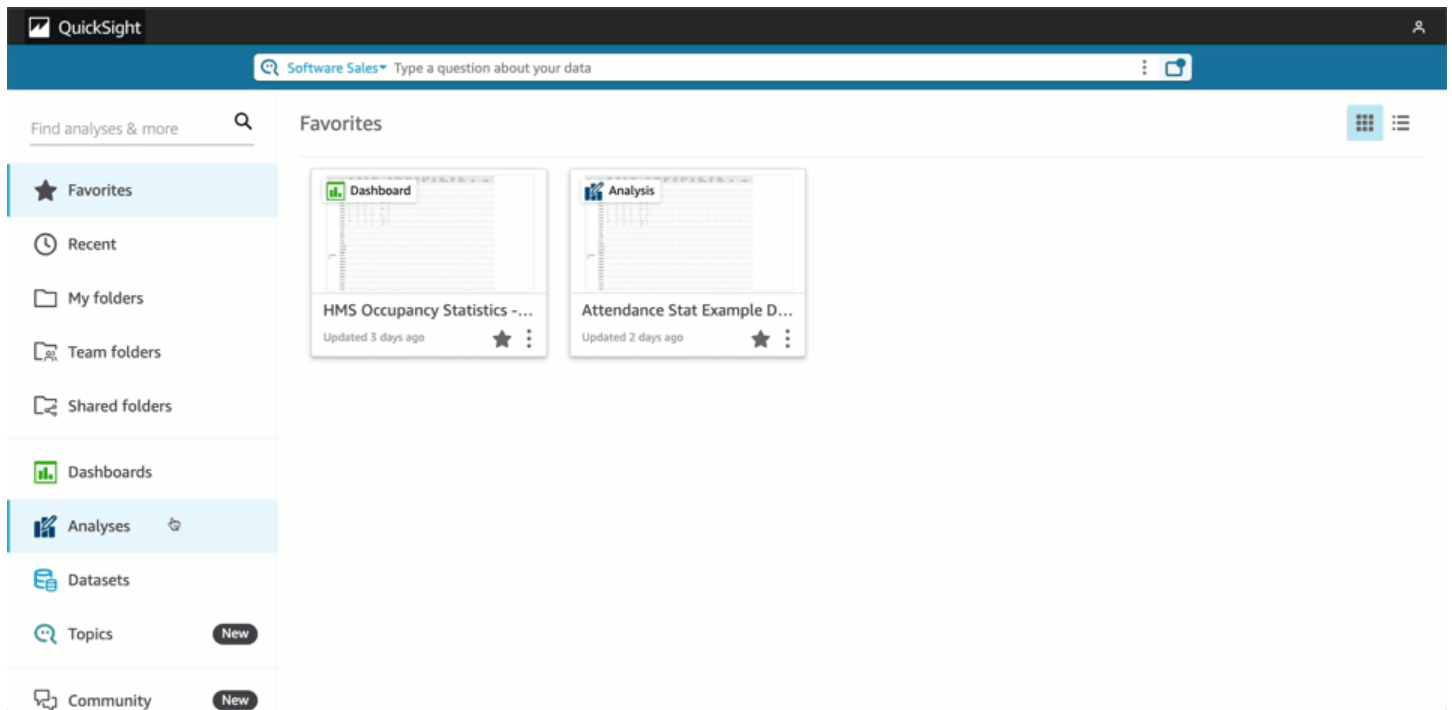 QuickSight
Software Sales Type a question about your data
Find analyses & more
Favorites
Recent
My folders
Team folders
Shared folders
Dashboards
Analyses
Datasets
Topics New
Community New
Favorites
Dashboard
HMS Occupancy Statistics -...
Updated 3 days ago
Analysis
Attendance Stat Example D...
Updated 2 days ago